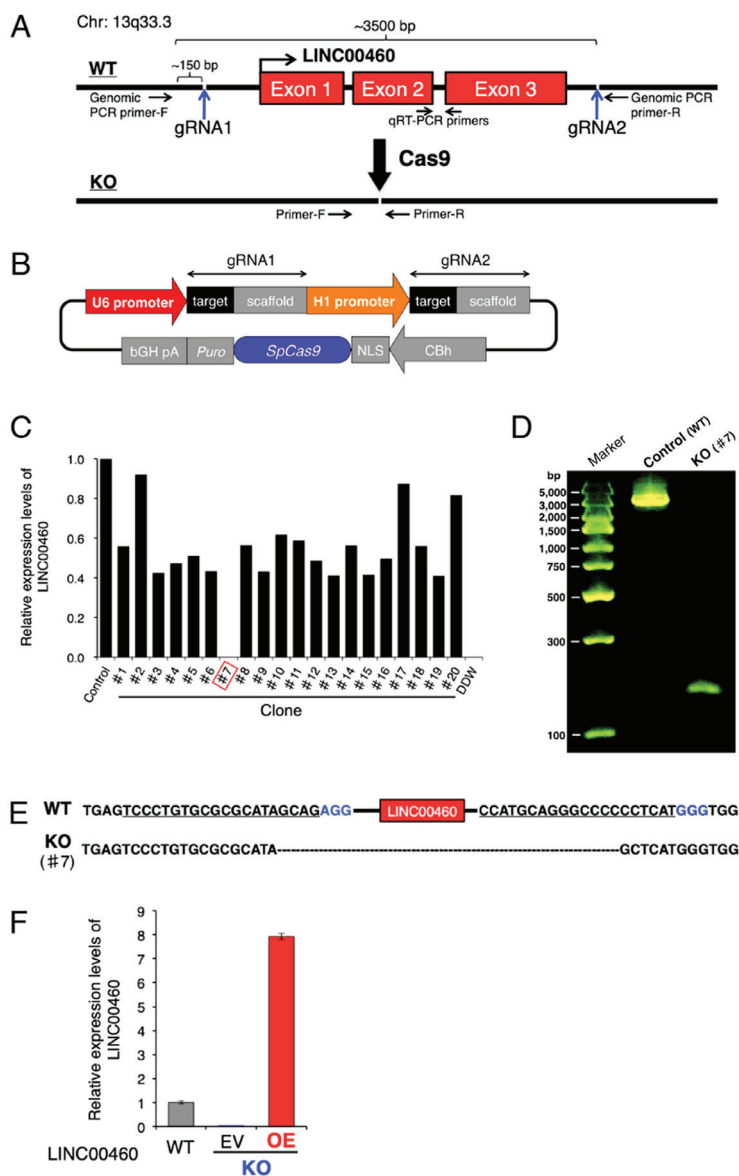 A
Chr: 13q33.3
~3500 bp
WT
~150 bp
LINC00460
Exon 1
Exon 2
Exon 3
Genomic
PCR primer-F
gRNA1
qRT-PCR primers
gRNA2
Genomic PCR
primer-R
Cas9
KO
Primer-F
Primer-R
B
gRNA1
gRNA2
U6 promoter
target
scaffold
H1 promoter
target
scaffold
bGH pA
Puro
SpCas9
NLS
CBh
C
Relative expression levels of
LINC00460
1.0
0.8
0.6
0.4
0.2
0.0
Control
#1
#2
#3
#4
#5
#6
#7
#8
#9
#10
#11
#12
#13
#14
#15
#16
#17
#18
#19
#20
DDW
Clone
D
Marker
Control (WT)
KO (#7)
bp
5,000
3,000
2,000
1,500
1,000
750
500
300
100
E
WT
TGAGTCCCTGTGCGCGCATAGCAGAGG
LINC00460
CCATGCAGGGCCCCCCTCATGGGTGG
KO
(#7)
TGAGTCCCTGTGCGCGCATA--------------------------------------------------GCTCATGGGTGG
F
Relative expression levels of
LINC00460
9
8
7
6
5
4
3
2
1
0
LINC00460
WT
EV
OE
KO